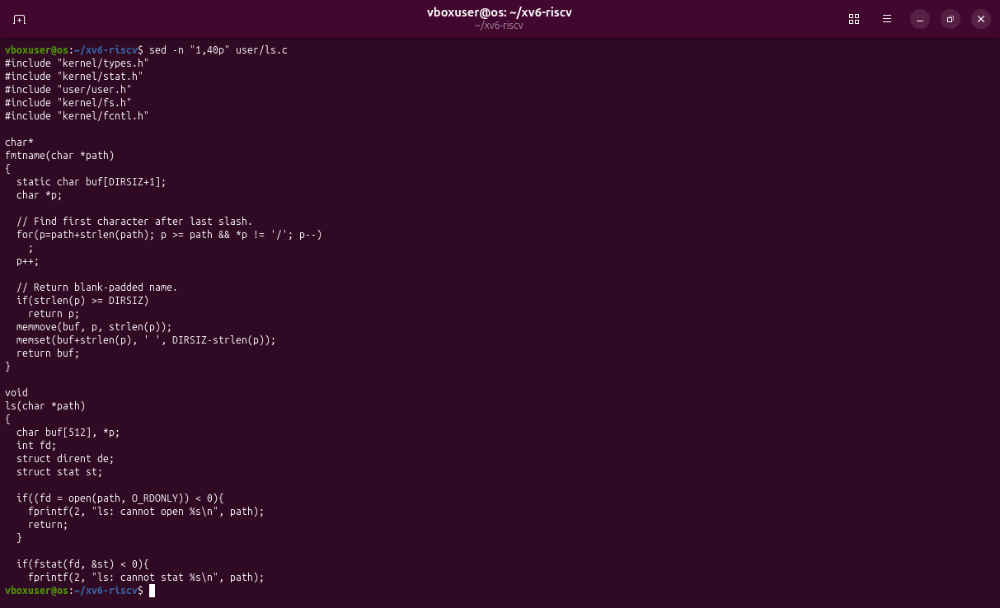 vboxuser@os: ~/xv6-riscv
~/xv6-riscv
vboxuser@os:~/xv6-riscv$ sed -n "1,40p" user/ls.c
#include "kernel/types.h"
#include "kernel/stat.h"
#include "user/user.h"
#include "kernel/fs.h"
#include "kernel/fcntl.h"

char*
fmtname(char *path)
{
  static char buf[DIRSIZ+1];
  char *p;

  // Find first character after last slash.
  for(p=path+strlen(path); p >= path && *p != '/'; p--)
    ;
  p++;

  // Return blank-padded name.
  if(strlen(p) >= DIRSIZ)
    return p;
  memmove(buf, p, strlen(p));
  memset(buf+strlen(p), ' ', DIRSIZ-strlen(p));
  return buf;
}

void
ls(char *path)
{
  char buf[512], *p;
  int fd;
  struct dirent de;
  struct stat st;

  if((fd = open(path, O_RDONLY)) < 0){
    fprintf(2, "ls: cannot open %s\n", path);
    return;
  }

  if(fstat(fd, &st) < 0){
    fprintf(2, "ls: cannot stat %s\n", path);
vboxuser@os:~/xv6-riscv$